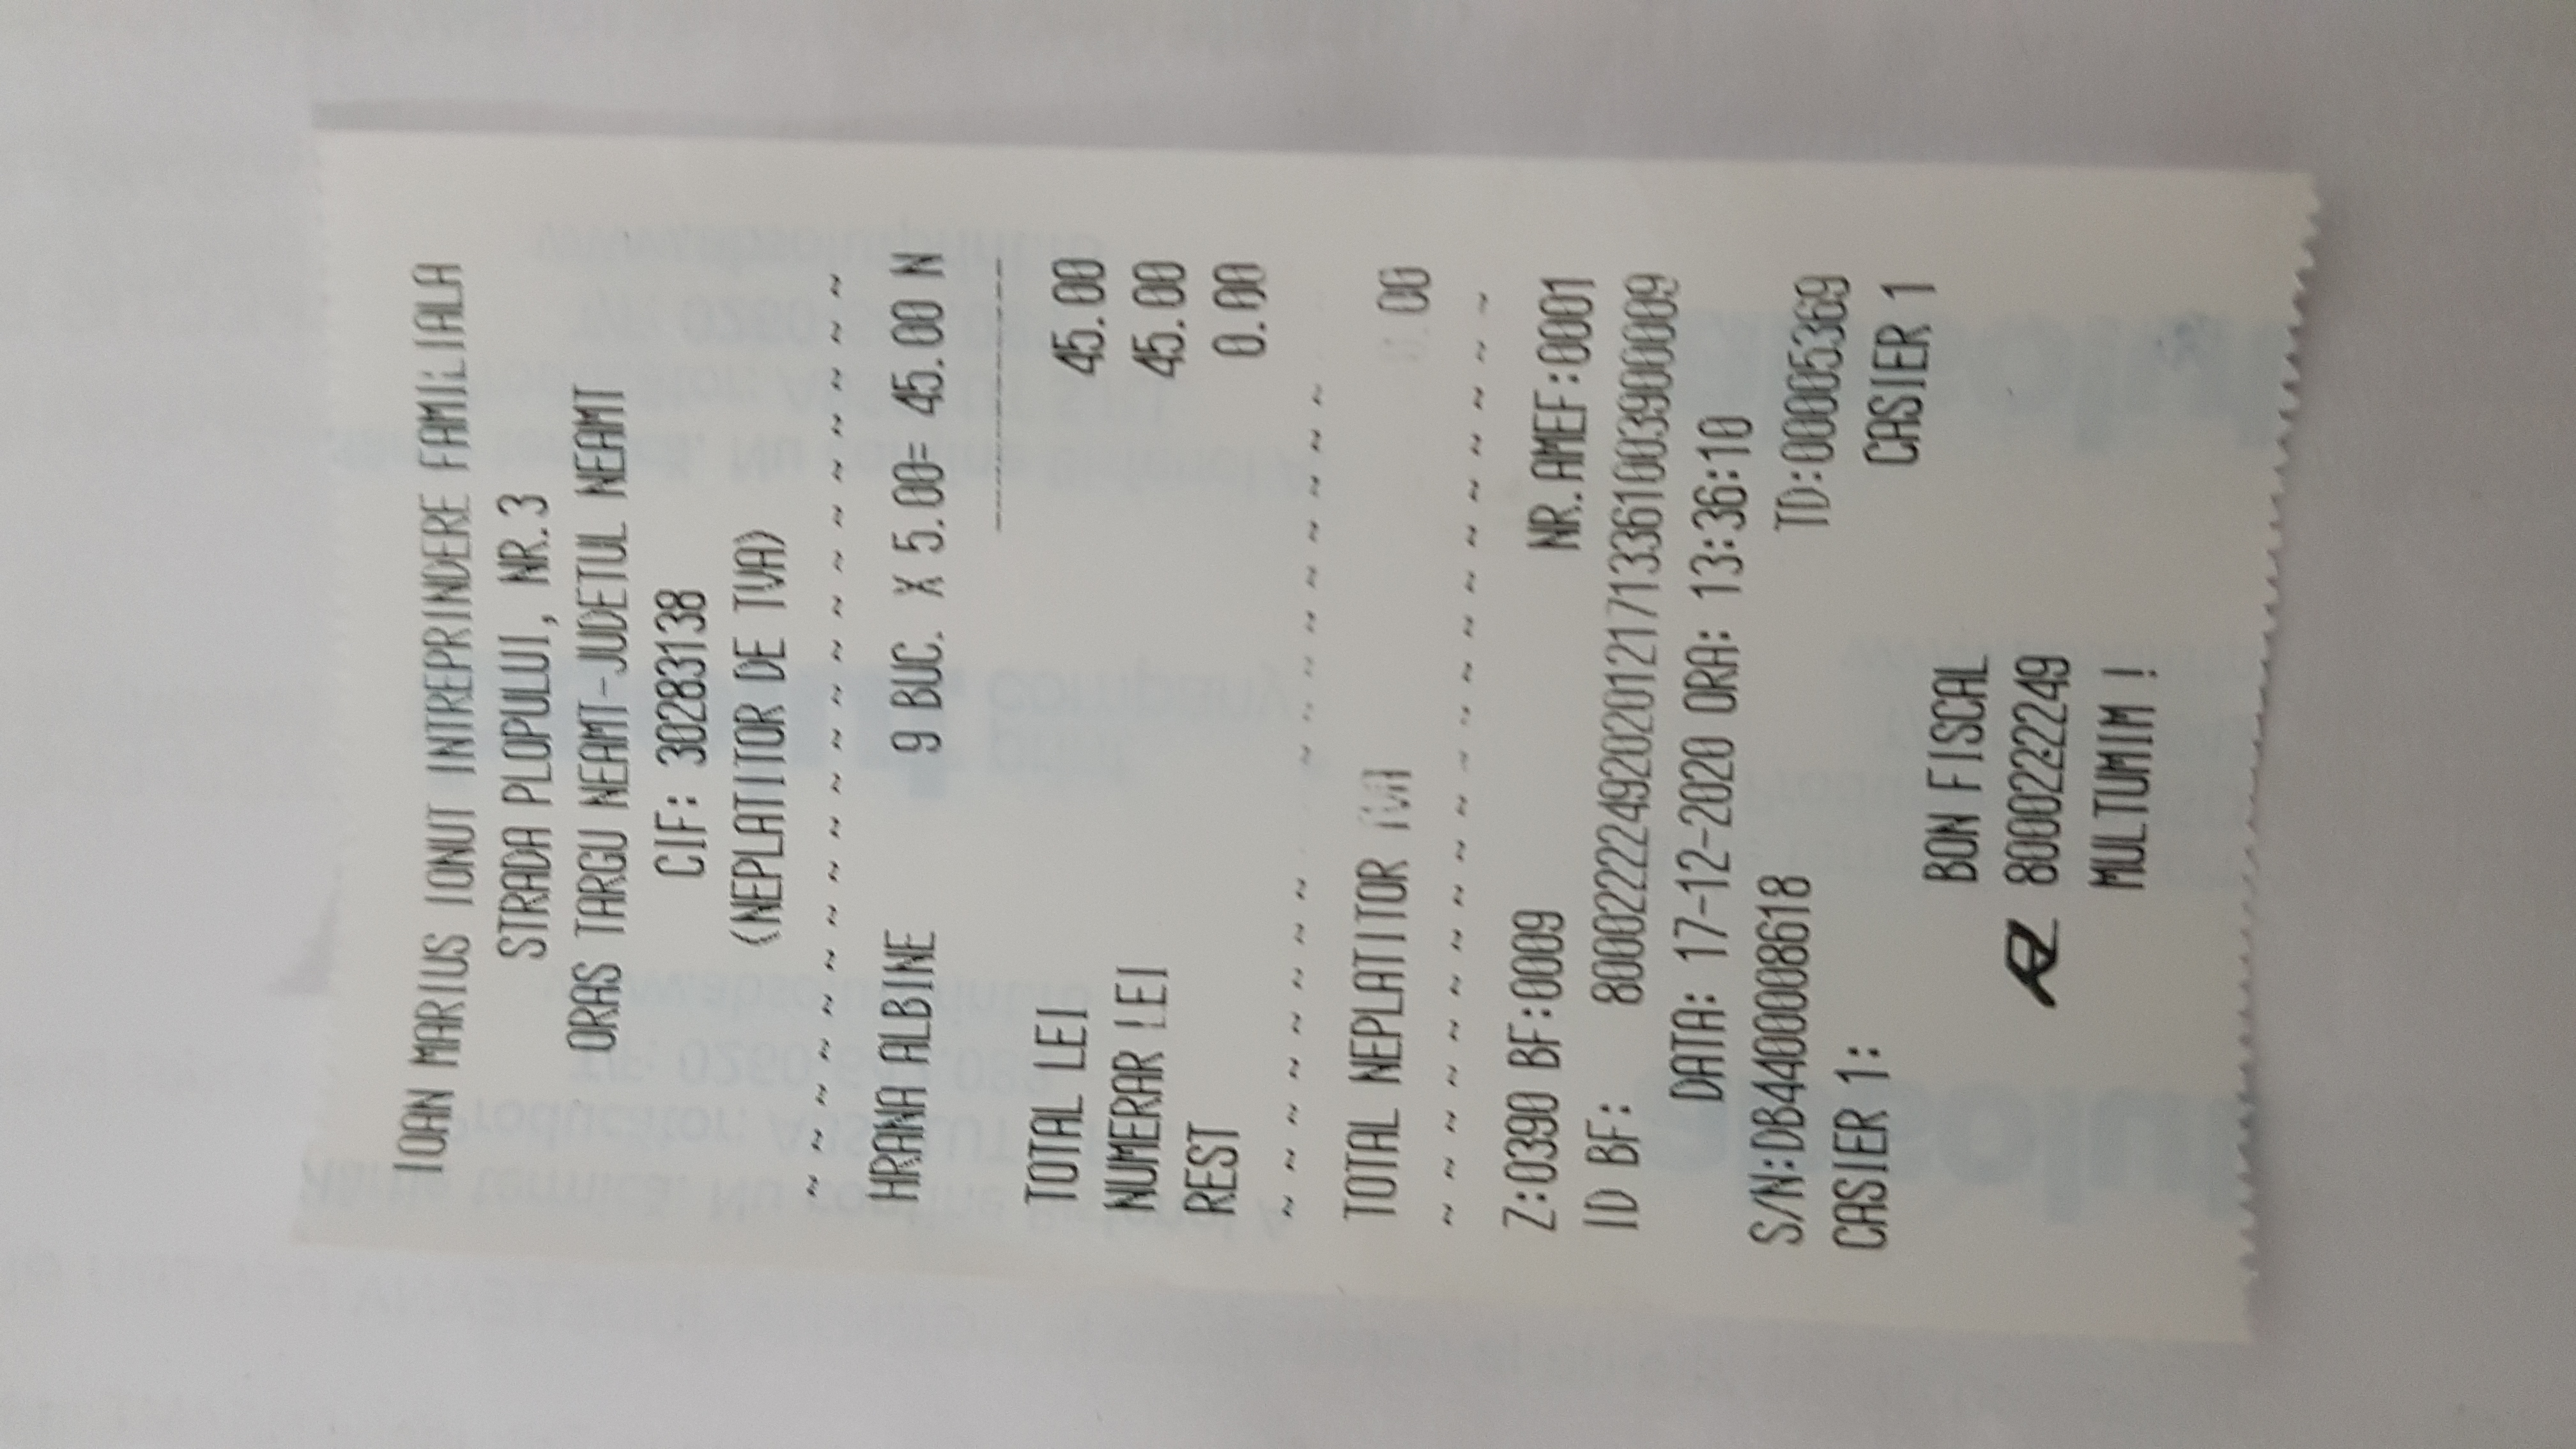 IOAN MARIUS IONUT INTREPRINDERE FAMILIALA
STRADA PLOPULUI, NR.3
ORAS TARGU NEAMT-JUDETUL NEAMT
CIF: 30283138
(NEPLATITOR DE TVA)
~ ~ ~ ~ ~ ~ ~ ~ ~ ~ ~ ~ ~ ~ ~ ~ ~ ~ ~ ~
9 BUC. X 5.00= 45.00 N
HRANA ALBINE
TOTAL LEI 45.00
NUMERAR LEI 45.00
REST 0.00
~ ~ ~ ~ ~ ~ ~ ~ ~ ~ ~ ~ ~ ~ ~ ~ ~
TOTAL NEPLATITOR TVA .00
~ ~ ~ ~ ~ ~ ~ ~ ~ ~ ~ ~ ~ ~ ~ ~ ~ ~ ~ ~
Z:0390 BF:0009 NR.AMEF:0001
ID BF: 80002222492020121713361003900009
DATA: 17-12-2020 ORA: 13:36:10
S/N:DB4400008618 TD:00005369
CASIER 1: CASIER 1
BON FISCAL
8000222249
MULTUMIM !